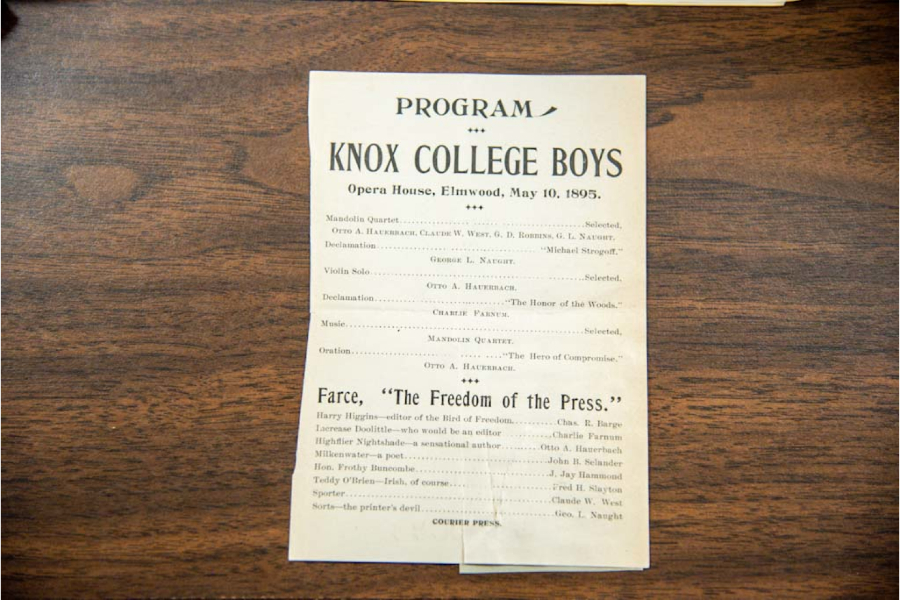 PROGRAM
KNOX COLLEGE BOYS
Opera House, Elmwood, May 10, 1895.
Mandolin Quartet.....................Selected.
OTTO A. HAUERBACH, CLAUDE W. WEST, G. D. ROBBINS, G. L. NAUGHT.
Declamation....................."Michael Strogoff."
GEORGE L. NAUGHT.
Violin Solo.....................Selected.
OTTO A. HAUERBACH.
Declamation....................."The Honor of the Woods."
CHARLIE FARNUM.
Music.....................Selected.
MANDOLIN QUARTET.
Oration....................."The Hero of Compromise."
OTTO A. HAUERBACH.
Farce, "The Freedom of the Press."
Harry Higgins—editor of the Bird of Freedom..........Chas. R. Barge
Lucrease Doolittle—who would be an editor..........Charlie Farnum
Highflier Nightshade—a sensational author..........Otto A. Hauerbach
Milkenwater—a poet..........John B. Selander
Hon. Frothy Buncombe..........J. Jay Hammond
Teddy O'Brien—Irish, of course..........Fred H. Slayton
Sporter..........Claude W. West
Sorts—the printer's devil..........Geo. L. Naught
COURIER PRESS.